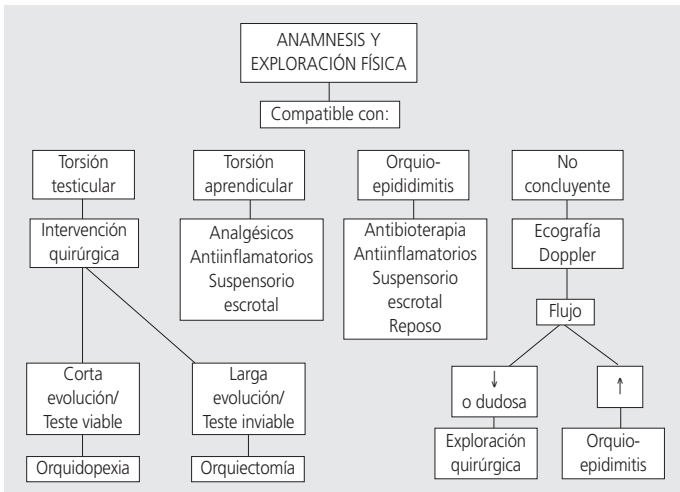 ANAMNESIS Y
EXPLORACIÓN FÍSICA
Compatible con:
Torsión
testicular
Torsión
aprendicular
Orquio-
epididimitis
No
concluyente
Intervención
quirúrgica
Analgésicos
Antiinflamatorios
Suspensorio
escrotal
Antibioterapia
Antiinflamatorios
Suspensorio
escrotal
Reposo
Ecografía
Doppler
Flujo
Corta
evolución/
Teste viable
Larga
evolución/
Teste inviable
↓
o dudosa
↑
Orquidopexia
Orquiectomía
Exploración
quirúrgica
Orquio-
epidimitis